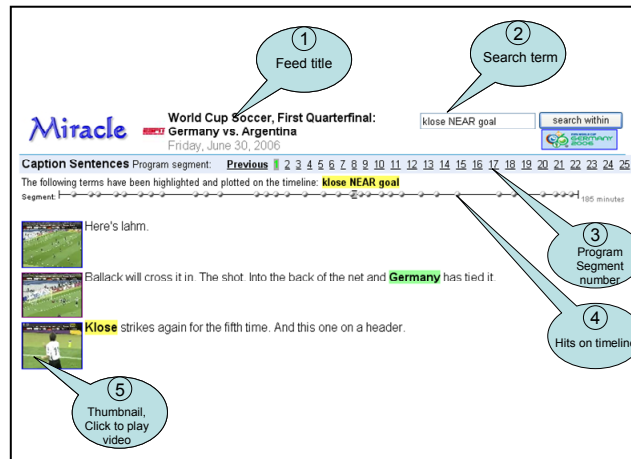 1
Feed title
2
Search term
Miracle
ESPN
World Cup Soccer, First Quarterfinal:
Germany vs. Argentina
Friday, June 30, 2006
klose NEAR goal
search within
GERMANY
2006
Caption Sentences Program segment: Previous 1 2 3 4 5 6 7 8 9 10 11 12 13 14 15 16 17 18 19 20 21 22 23 24 25
The following terms have been highlighted and plotted on the timeline: klose NEAR goal
Segment:
185 minutes
Here's lahm.
3
Program
Segment
number
Ballack will cross it in. The shot. Into the back of the net and Germany has tied it.
4
Hits on timeline
Klose strikes again for the fifth time. And this one on a header.
5
Thumbnail,
Click to play
video